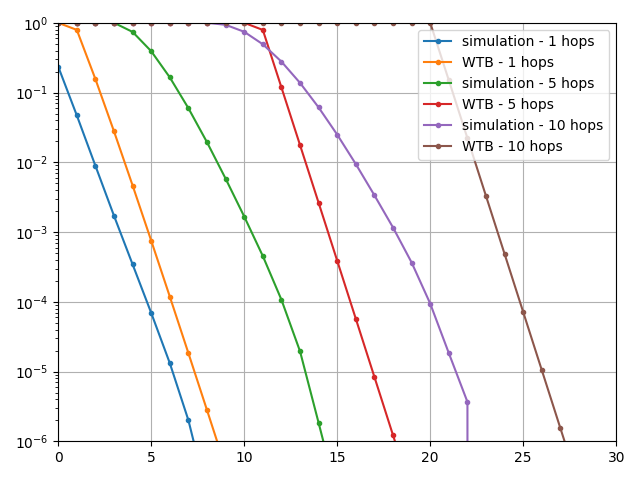 10⁰
simulation - 1 hops
WTB - 1 hops
simulation - 5 hops
WTB - 5 hops
simulation - 10 hops
WTB - 10 hops
10⁻¹
10⁻²
10⁻³
10⁻⁴
10⁻⁵
10⁻⁶
0 5 10 15 20 25 30